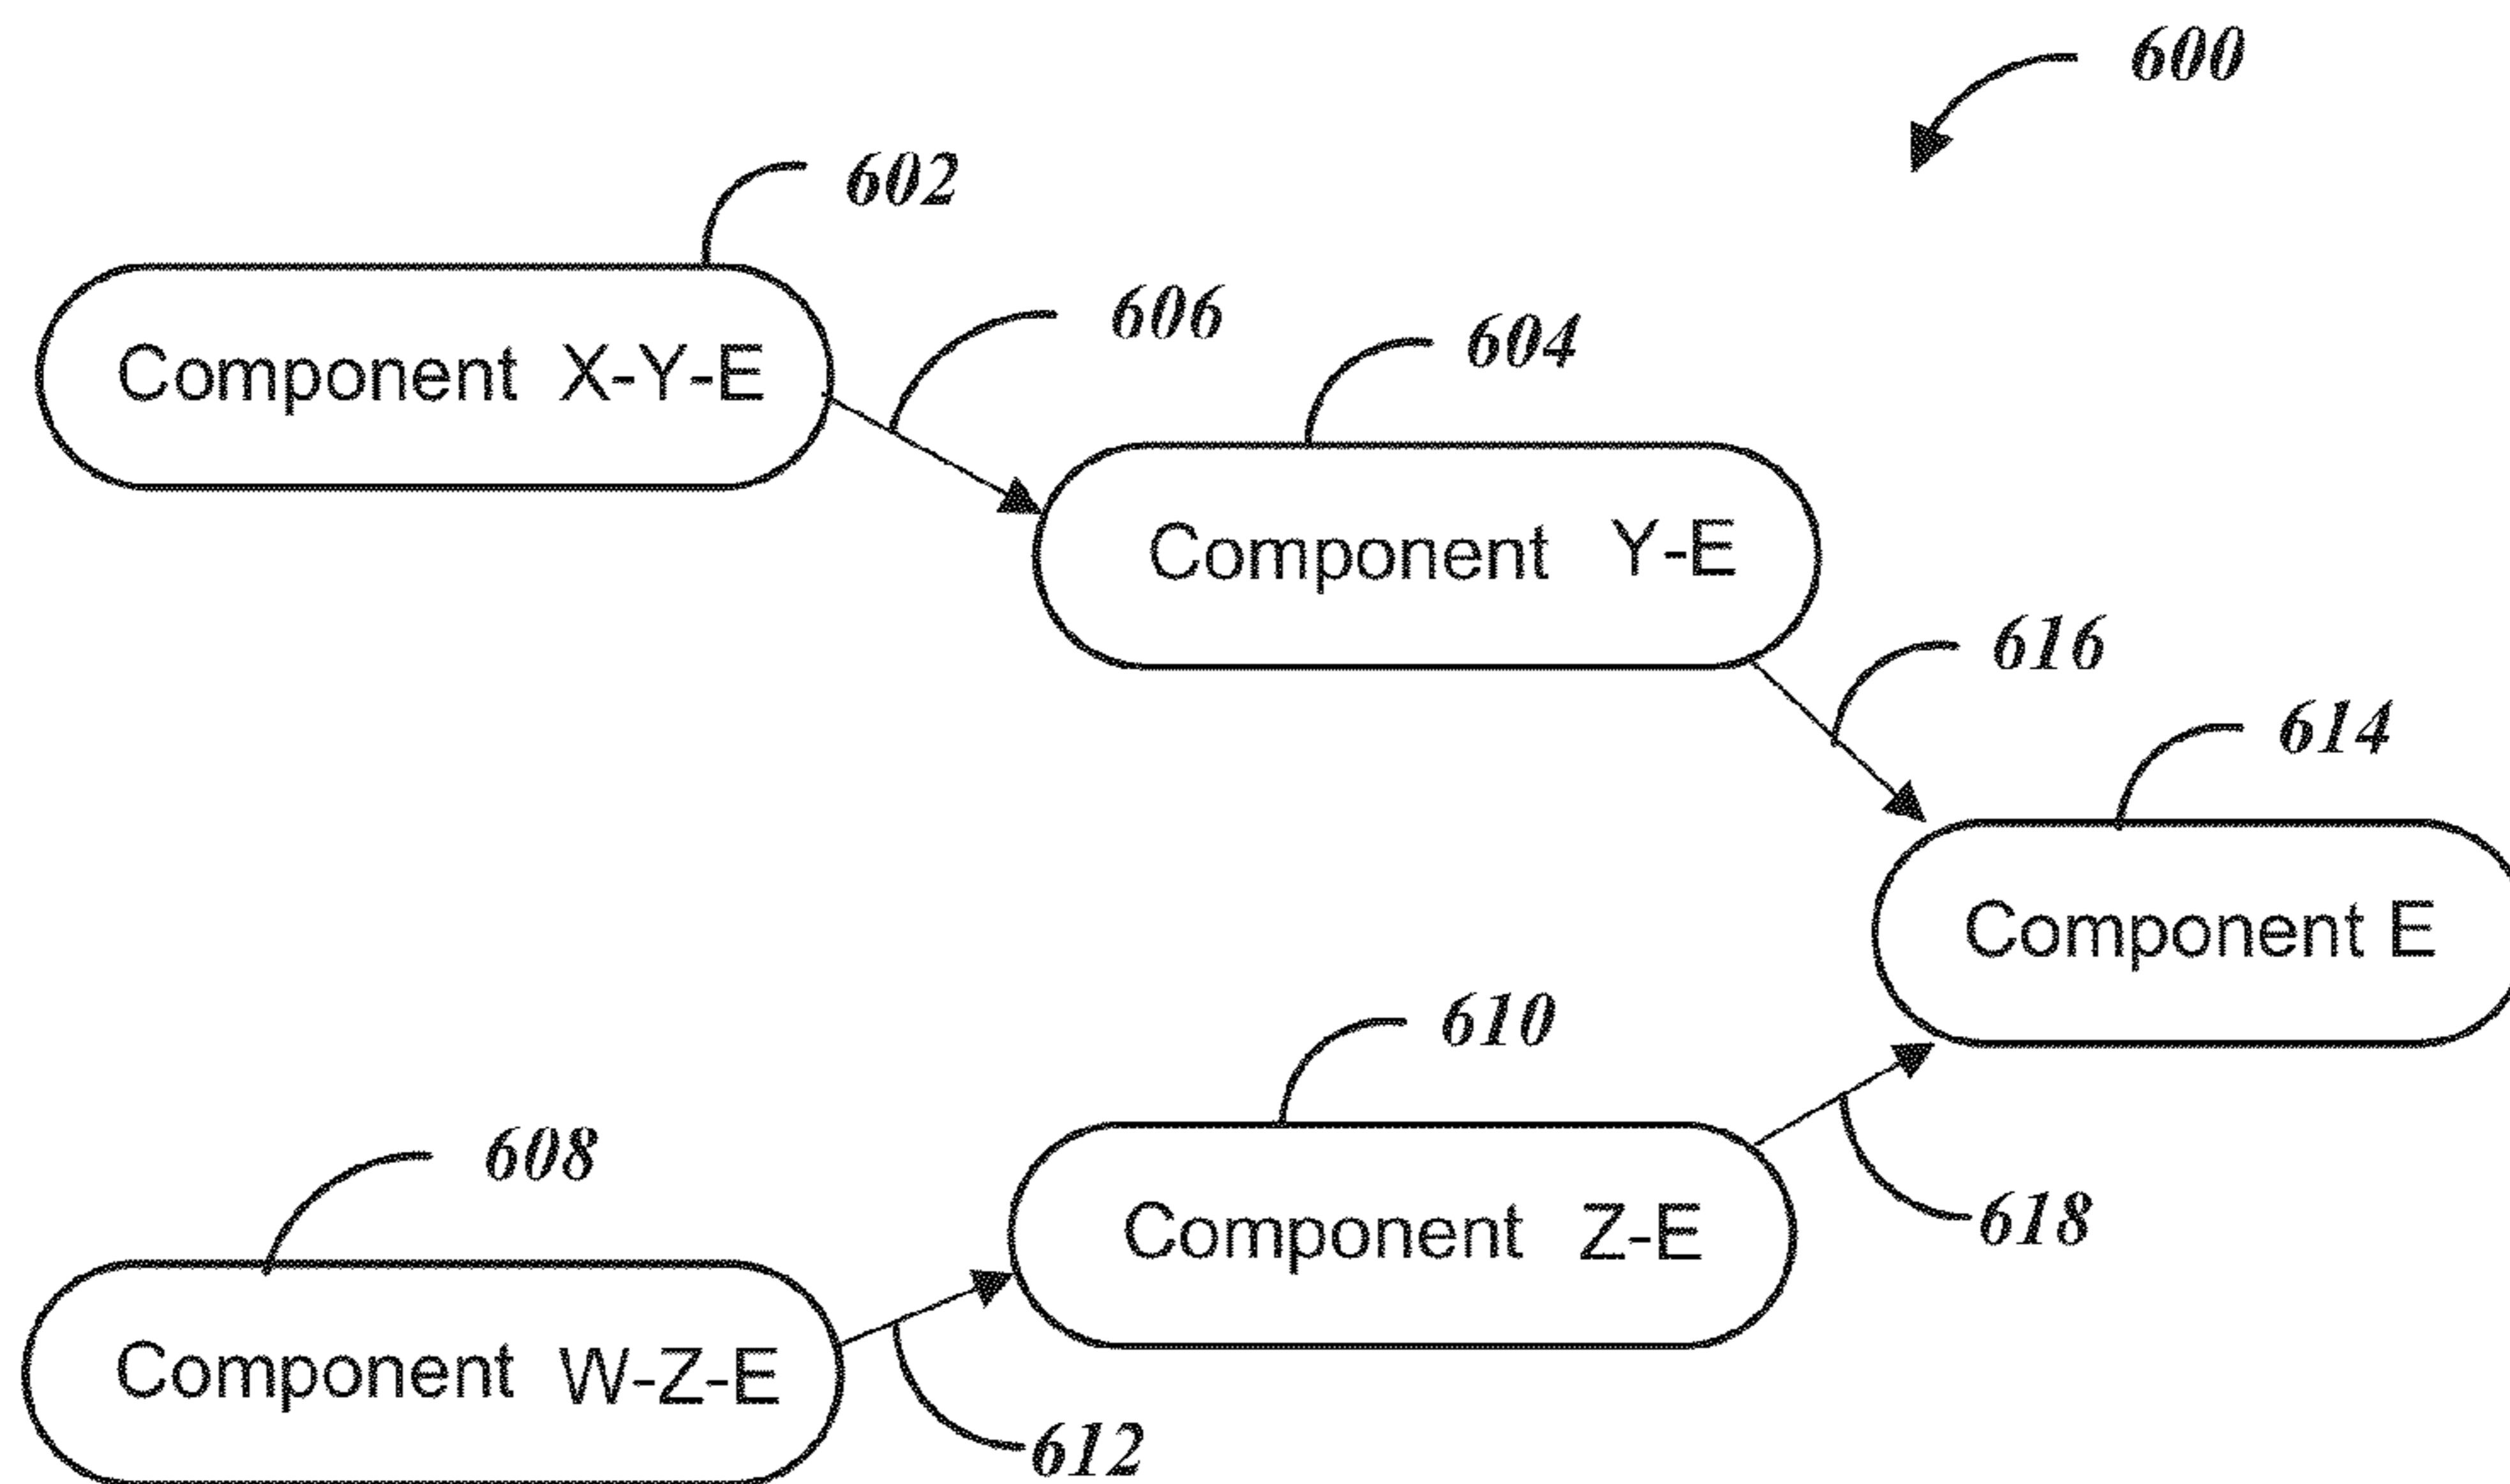 600
602
Component X-Y-E
606
604
Component Y-E
616
614
Component E
610
608
Component Z-E
618
Component W-Z-E
612